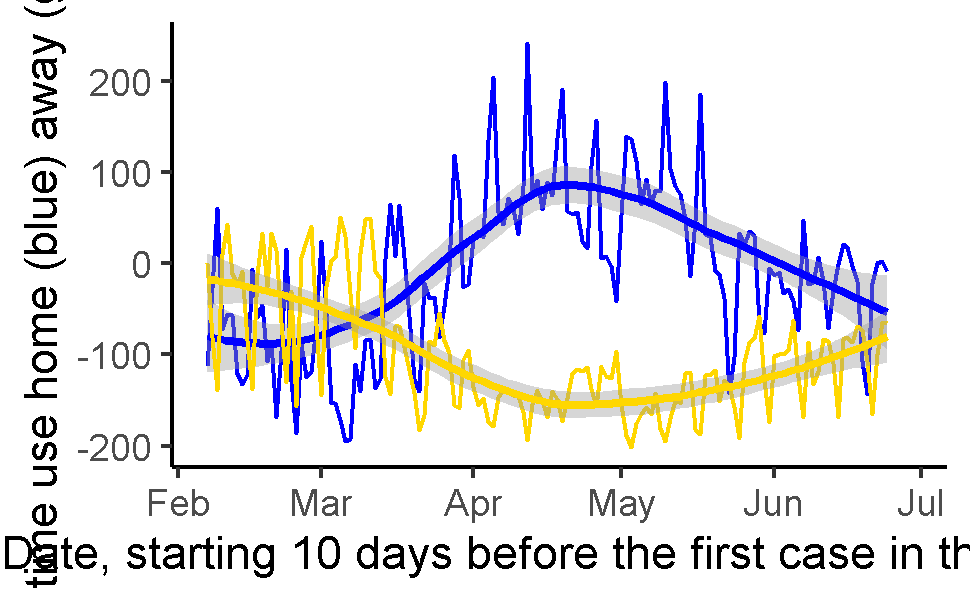 time use home (blue) away (
200
100
0
-100
-200
Feb Mar Apr May Jun Jul
Date, starting 10 days before the first case in th